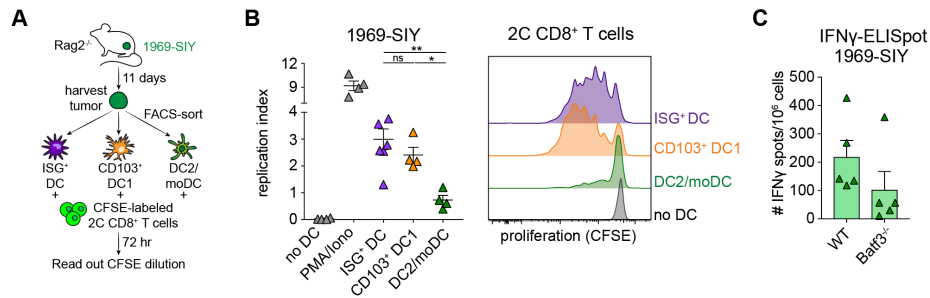 A
Rag2-/-
1969-SIY
11 days
harvest
tumor
FACS-sort
ISG+
DC
+
CD103+
DC1
+
DC2/
moDC
+
CFSE-labeled
2C CD8+ T cells
72 hr
Read out CFSE dilution
B
1969-SIY
**
ns
*
replication index
12
9
6
4
3
2
1
0
no DC
PMA/Iono
ISG+ DC
CD103+ DC1
DC2/moDC
2C CD8+ T cells
ISG+ DC
CD103+ DC1
DC2/moDC
no DC
proliferation (CFSE)
C
IFNγ-ELISpot
1969-SIY
# IFNγ spots/10⁶ cells
500
400
300
200
100
0
WT
Batf3-/-